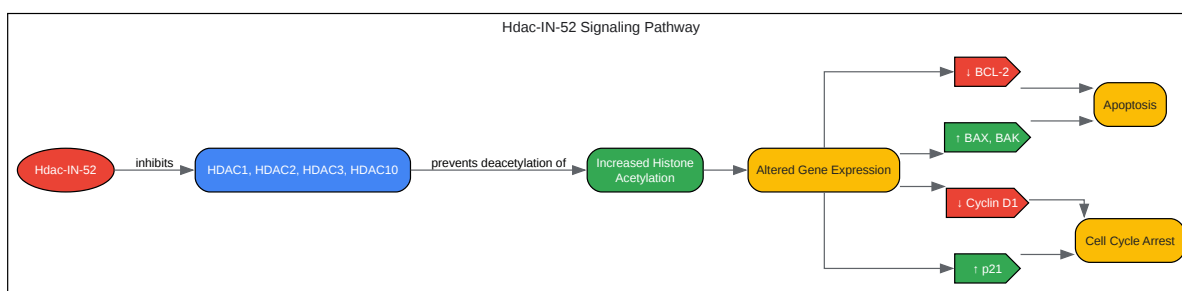 Hdac-IN-52 Signaling Pathway
Hdac-IN-52
inhibits
HDAC1, HDAC2, HDAC3, HDAC10
prevents deacetylation of
Increased Histone
Acetylation
Altered Gene Expression
↓ BCL-2
↑ BAX, BAK
↓ Cyclin D1
↑ p21
Apoptosis
Cell Cycle Arrest